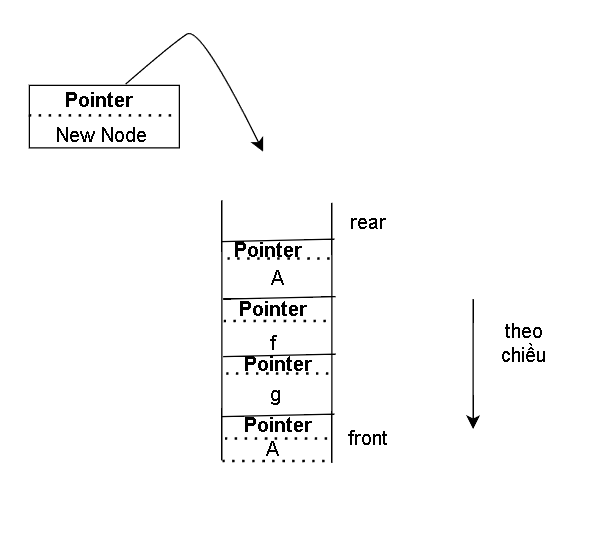 Pointer
New Node
rear
Pointer
A
Pointer
f
Pointer
g
Pointer
A
front
theo
chiều